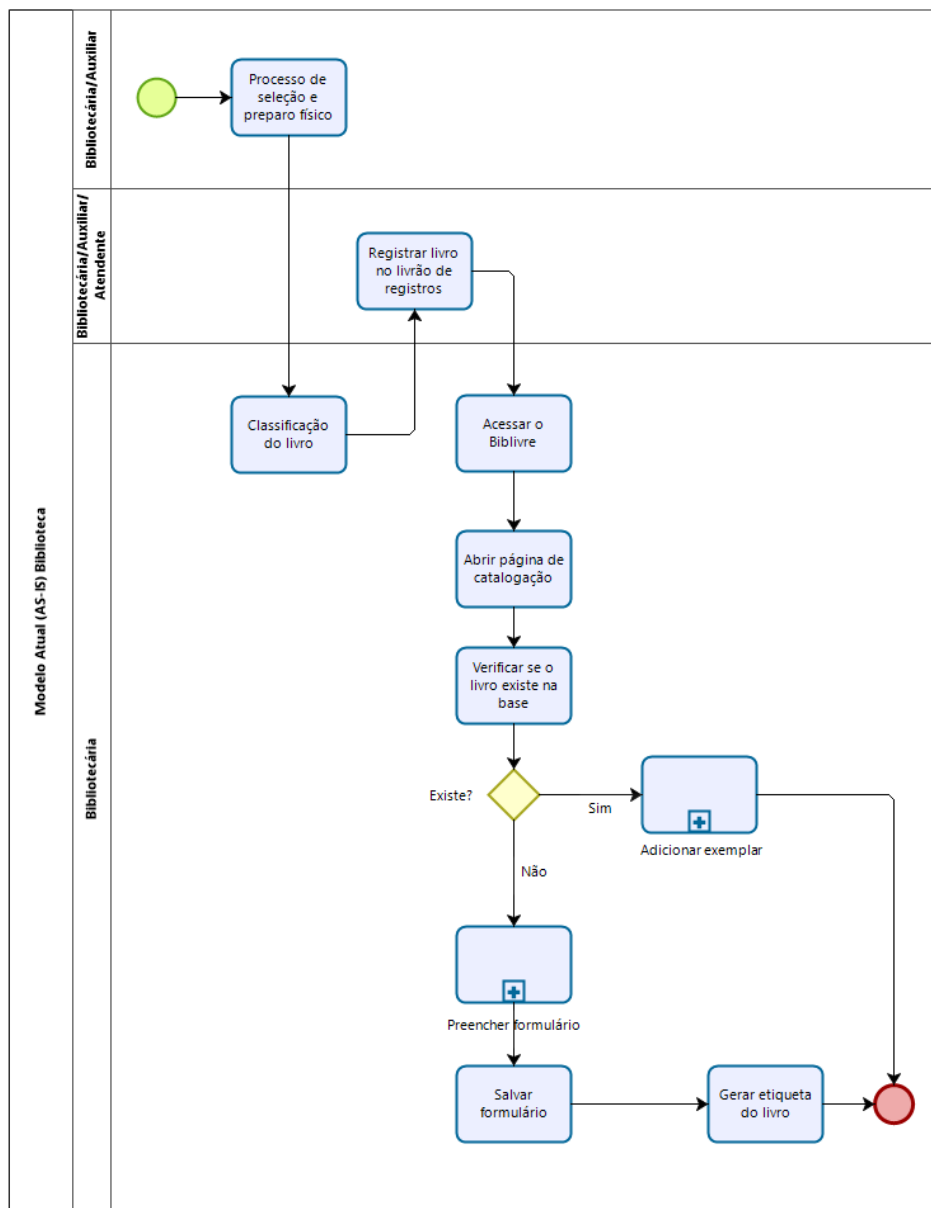 Modelo Atual (AS-IS) Biblioteca
Bibliotecária/Auxiliar
Processo de
seleção e
preparo físico
Bibliotecária/Auxiliar/
Atendente
Registrar livro
no livrão de
registros
Bibliotecária
Classificação
do livro
Acessar o
Biblivre
Abrir página de
catalogação
Verificar se o
livro existe na
base
Existe?
Sim
Adicionar exemplar
Não
Preencher formulário
Salvar
formulário
Gerar etiqueta
do livro